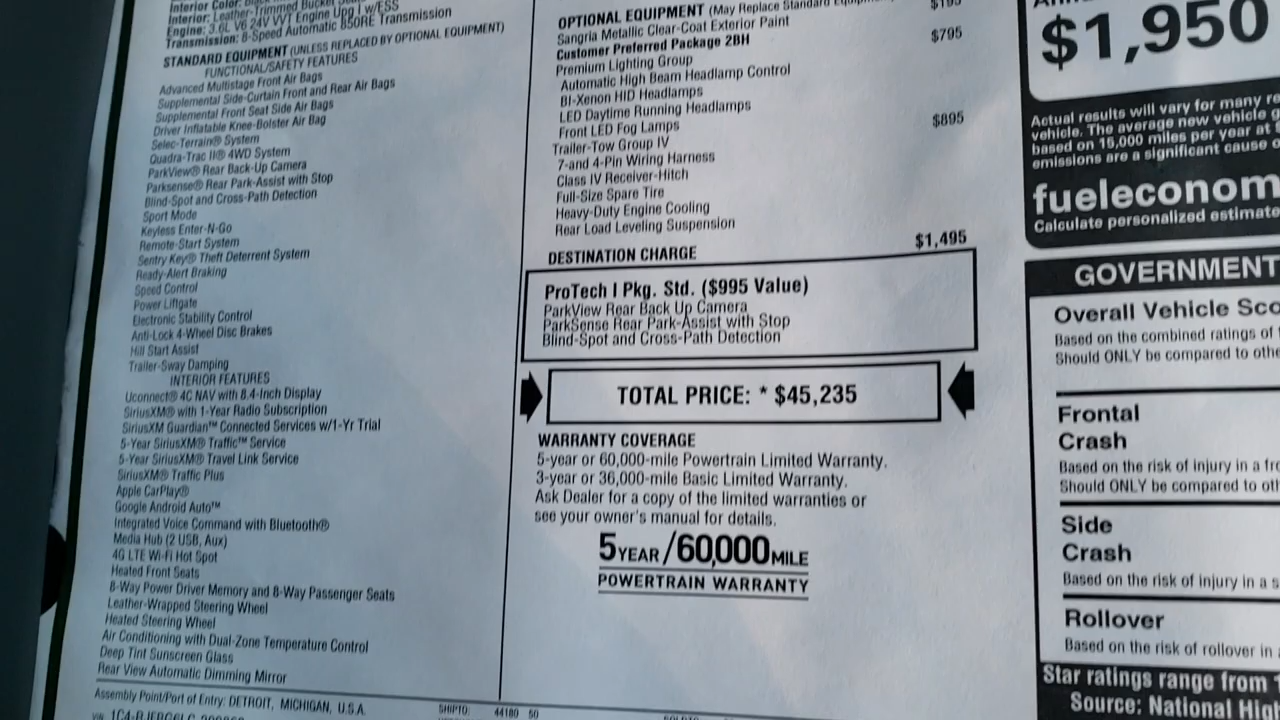 Interior Color:
Interior: Leather-Trimmed Bucket
Engine: 3.6L V6 24V VVT Engine UPG I w/ESS
Transmission: 8-Speed Automatic 850RE Transmission
STANDARD EQUIPMENT (UNLESS REPLACED BY OPTIONAL EQUIPMENT)
FUNCTIONAL/SAFETY FEATURES
Advanced Multistage Front Air Bags
Supplemental Side-Curtain Front and Rear Air Bags
Supplemental Front Seat Side Air Bags
Driver Inflatable Knee-Bolster Air Bag
Selec-Terrain® System
Quadra-Trac II® 4WD System
ParkView® Rear Back-Up Camera
Parksense® Rear Park-Assist with Stop
Blind-Spot and Cross-Path Detection
Sport Mode
Keyless Enter-N-Go
Remote-Start System
Sentry Key® Theft Deterrent System
Ready-Alert Braking
Speed Control
Power Liftgate
Electronic Stability Control
Anti-Lock 4-Wheel Disc Brakes
Hill Start Assist
Trailer-Sway Damping
INTERIOR FEATURES
Uconnect® 4C NAV with 8.4-Inch Display
SiriusXM® with 1-Year Radio Subscription
SiriusXM Guardian™ Connected Services w/1-Yr Trial
5-Year SiriusXM® Traffic™ Service
5-Year SiriusXM® Travel Link Service
SiriusXM® Traffic Plus
Apple CarPlay®
Google Android Auto™
Integrated Voice Command with Bluetooth®
Media Hub (2 USB, Aux)
4G LTE Wi-Fi Hot Spot
Heated Front Seats
8-Way Power Driver Memory and 8-Way Passenger Seats
Leather-Wrapped Steering Wheel
Heated Steering Wheel
Air Conditioning with Dual-Zone Temperature Control
Deep Tint Sunscreen Glass
Rear View Automatic Dimming Mirror
Assembly Point/Port of Entry: DETROIT, MICHIGAN, U.S.A.
SHIPTO: 44180 50
OPTIONAL EQUIPMENT (May Replace Standard
Sangria Metallic Clear-Coat Exterior Paint $195
Customer Preferred Package 2BH
Premium Lighting Group $795
Automatic High Beam Headlamp Control
Bi-Xenon HID Headlamps
LED Daytime Running Headlamps
Front LED Fog Lamps
Trailer-Tow Group IV $895
7-and 4-Pin Wiring Harness
Class IV Receiver-Hitch
Full-Size Spare Tire
Heavy-Duty Engine Cooling
Rear Load Leveling Suspension
DESTINATION CHARGE $1,495
ProTech I Pkg. Std. ($995 Value)
ParkView Rear Back Up Camera
ParkSense Rear Park-Assist with Stop
Blind-Spot and Cross-Path Detection
TOTAL PRICE: * $45,235
WARRANTY COVERAGE
5-year or 60,000-mile Powertrain Limited Warranty.
3-year or 36,000-mile Basic Limited Warranty.
Ask Dealer for a copy of the limited warranties or
see your owner's manual for details.
5YEAR/60,000MILE
POWERTRAIN WARRANTY
$1,950
Actual results will vary for many re
vehicle. The average new vehicle g
based on 15,000 miles per year at
emissions are a significant cause o
fueleconom
Calculate personalized estimate
GOVERNMENT
Overall Vehicle Sco
Based on the combined ratings of
Should ONLY be compared to othe
Frontal
Crash
Based on the risk of injury in a fro
Should ONLY be compared to oth
Side
Crash
Based on the risk of injury in a s
Rollover
Based on the risk of rollover in
Star ratings range from 1
Source: National High